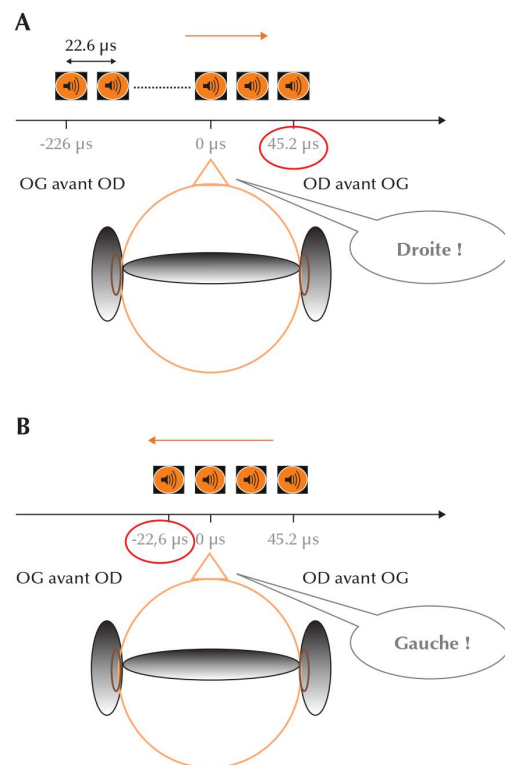 A
22.6 µs
-226 µs 0 µs 45.2 µs
OG avant OD OD avant OG
Droite !
B
-22,6 µs 0 µs 45.2 µs
OG avant OD OD avant OG
Gauche !